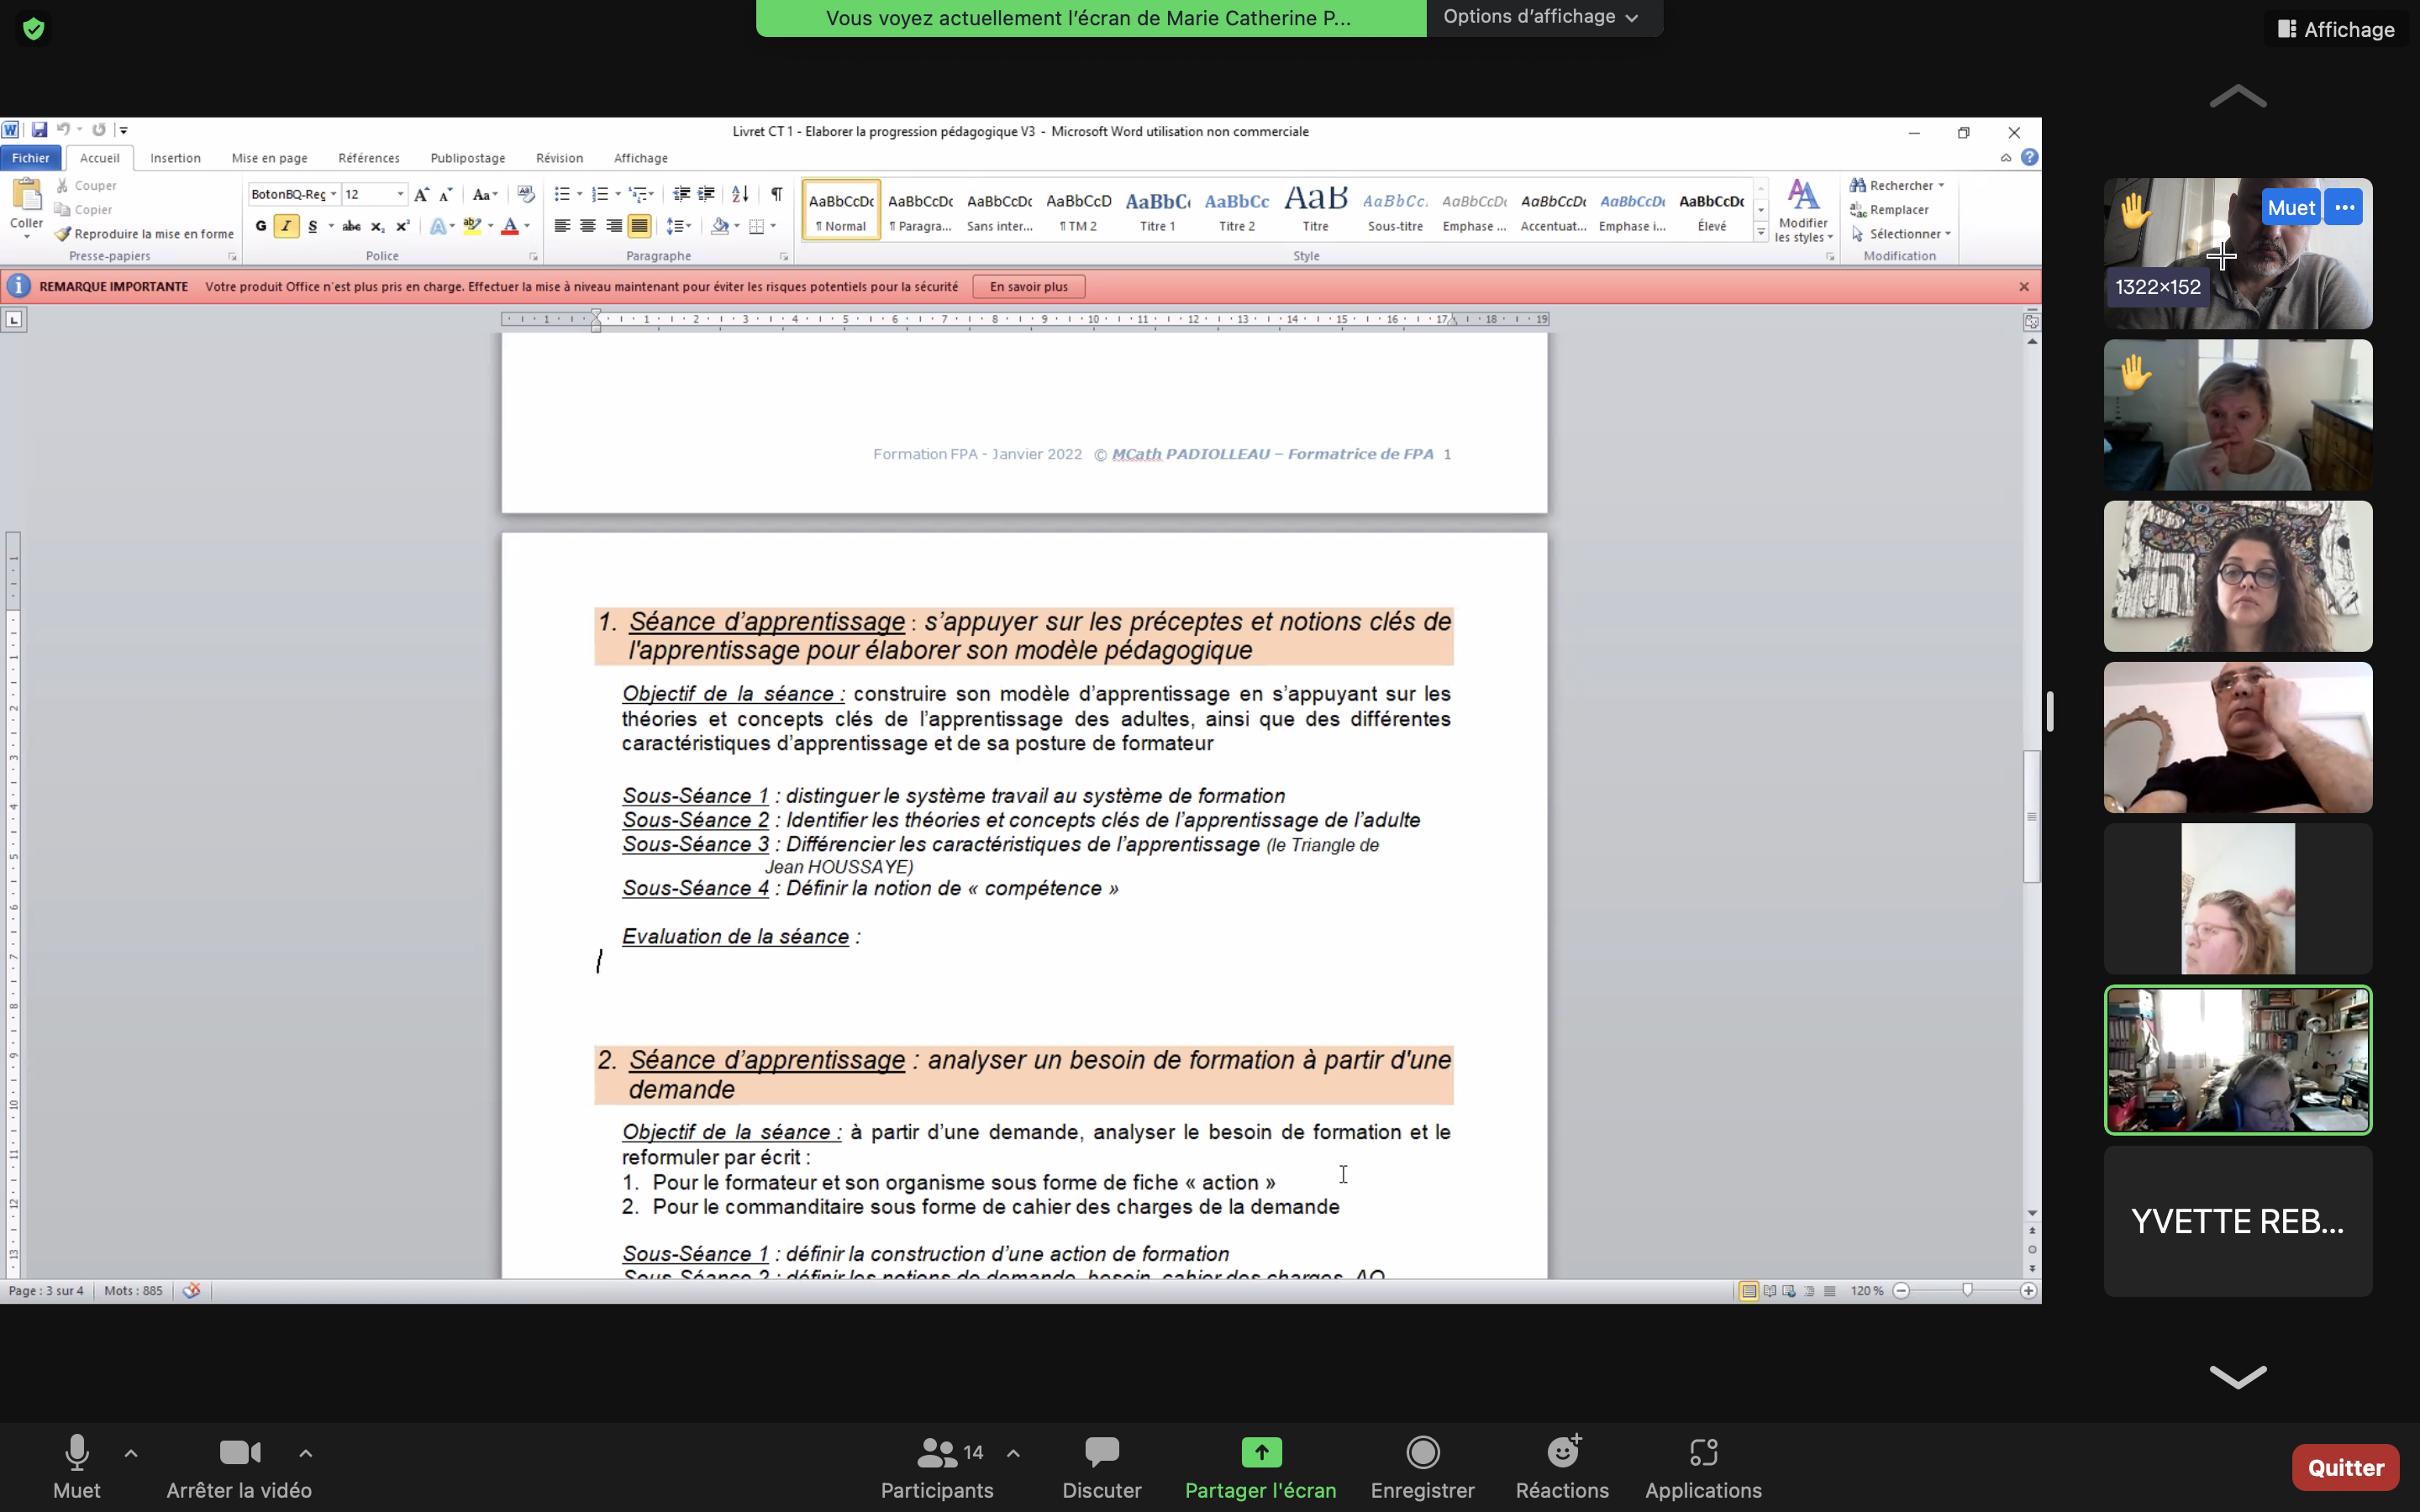 Vous voyez actuellement l'écran de Marie Catherine P...
Options d'affichage
Affichage
Livret CT 1 - Elaborer la progression pédagogique V3 - Microsoft Word utilisation non commerciale
Fichier
Accueil
Insertion
Mise en page
Références
Publipostage
Révision
Affichage
Coller
Couper
Copier
Reproduire la mise en forme
Presse-papiers
BotonBQ-Reg
12
G I S abc
Police
Paragraphe
AaBbCcDc AaBbCcDc AaBbCcDc AaBbCcD AaBbC AaBbCc AaB AaBbCc. AaBbCcDc AaBbCcDc AaBbCcDc AaBbCcDc
¶ Normal
¶ Paragra...
Sans inter...
¶ TM 2
Titre 1
Titre 2
Titre
Sous-titre
Emphase ...
Accentuat...
Emphase i...
Élevé
Style
Modifier les styles
Rechercher
Remplacer
Sélectionner
Modification
REMARQUE IMPORTANTE Votre produit Office n'est plus pris en charge. Effectuer la mise à niveau maintenant pour éviter les risques potentiels pour la sécurité
En savoir plus
Formation FPA - Janvier 2022 © MCath PADIOLLEAU – Formatrice de FPA 1
1. Séance d'apprentissage : s'appuyer sur les préceptes et notions clés de
l'apprentissage pour élaborer son modèle pédagogique
Objectif de la séance : construire son modèle d'apprentissage en s'appuyant sur les
théories et concepts clés de l'apprentissage des adultes, ainsi que des différentes
caractéristiques d'apprentissage et de sa posture de formateur
Sous-Séance 1 : distinguer le système travail au système de formation
Sous-Séance 2 : Identifier les théories et concepts clés de l'apprentissage de l'adulte
Sous-Séance 3 : Différencier les caractéristiques de l'apprentissage (le Triangle de
Jean HOUSSAYE)
Sous-Séance 4 : Définir la notion de « compétence »
Evaluation de la séance :
2. Séance d'apprentissage : analyser un besoin de formation à partir d'une
demande
Objectif de la séance : à partir d'une demande, analyser le besoin de formation et le
reformuler par écrit :
1. Pour le formateur et son organisme sous forme de fiche « action »
2. Pour le commanditaire sous forme de cahier des charges de la demande
Sous-Séance 1 : définir la construction d'une action de formation
Sous-Séance 2 : définir les notions de demande, besoin, cahier des charges, AO
Page : 3 sur 4
Mots : 885
120 %
Muet
1322×152
YVETTE REB...
Muet
Arrêter la vidéo
14
Participants
Discuter
Partager l'écran
Enregistrer
Réactions
Applications
Quitter